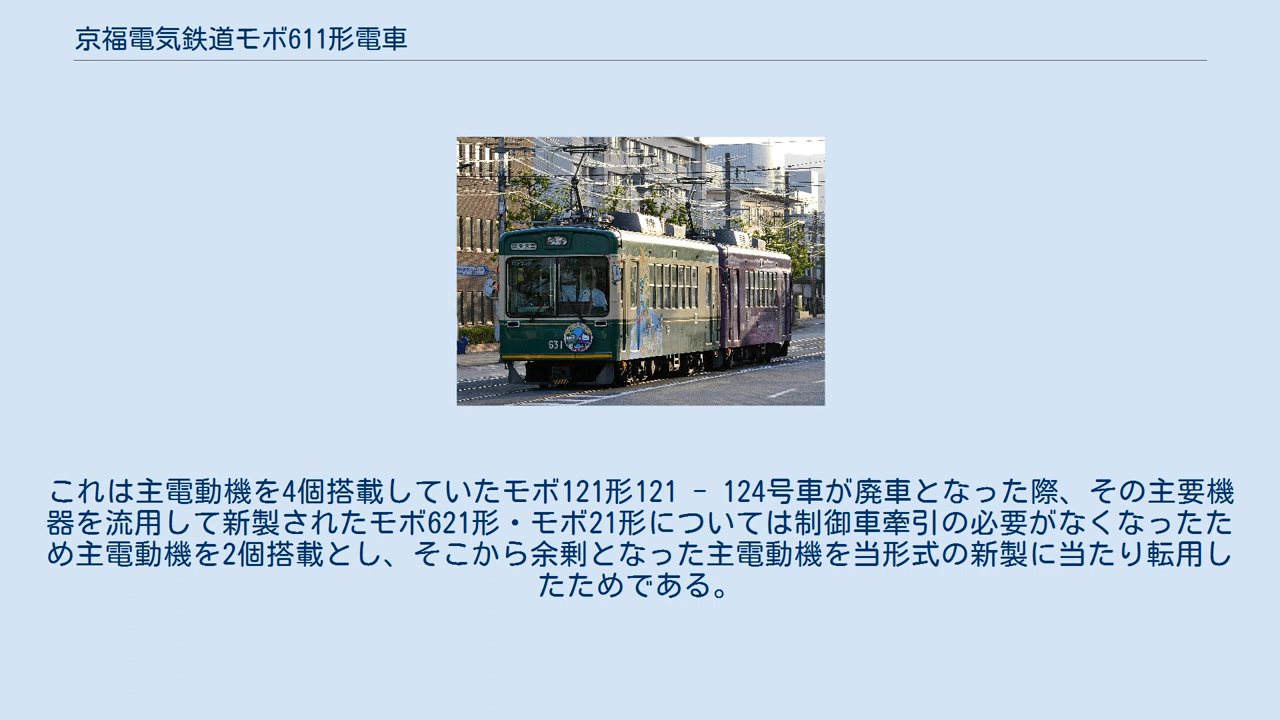 京福電気鉄道モボ611形電車
631
これは主電動機を4個搭載していたモボ121形121 - 124号車が廃車となった際、その主要機
器を流用して新製されたモボ621形・モボ21形については制御車牽引の必要がなくなったた
め主電動機を2個搭載とし、そこから余剰となった主電動機を当形式の新製に当たり転用し
たためである。